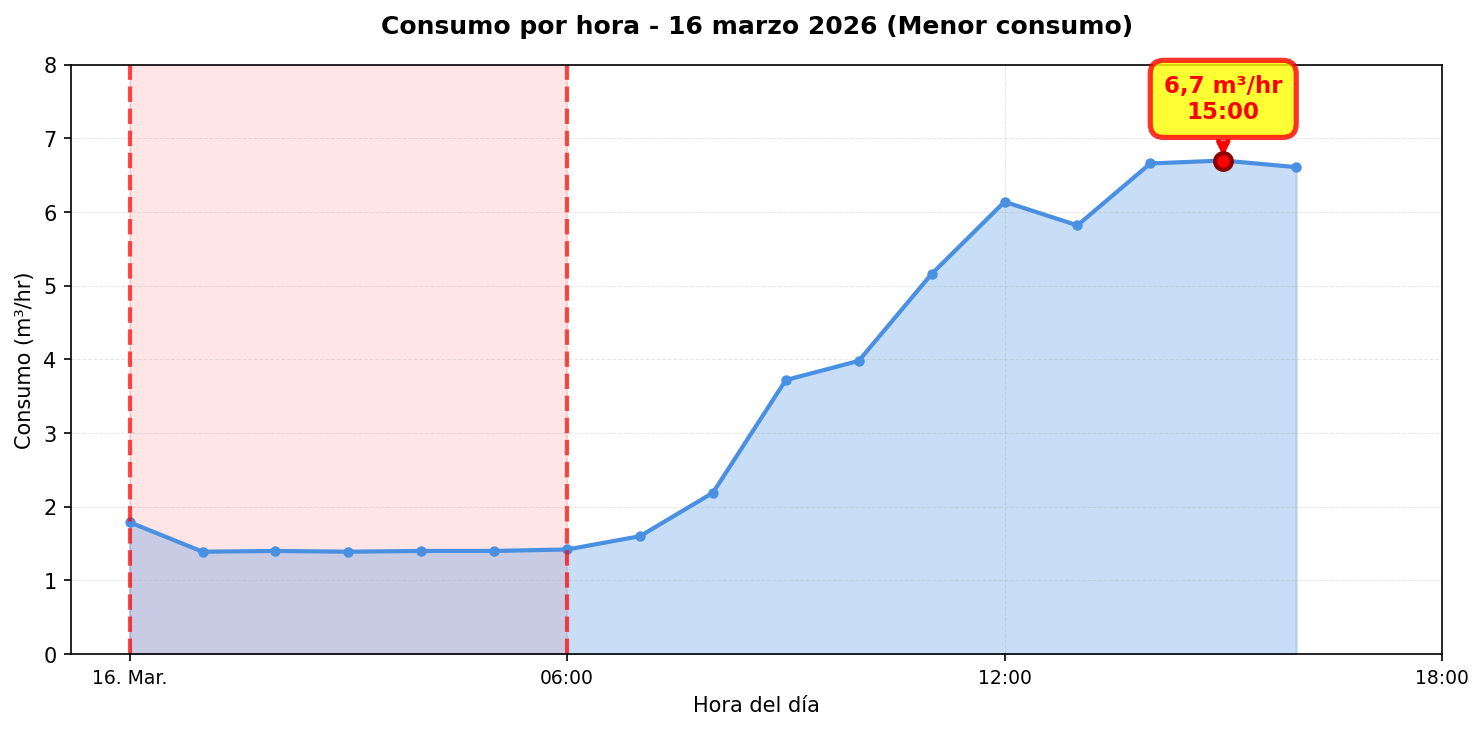 Consumo por hora - 16 marzo 2026 (Menor consumo)
6,7 m³/hr
15:00
Consumo (m³/hr)
8
7
6
5
4
3
2
1
0
16. Mar.
06:00
12:00
18:00
Hora del día